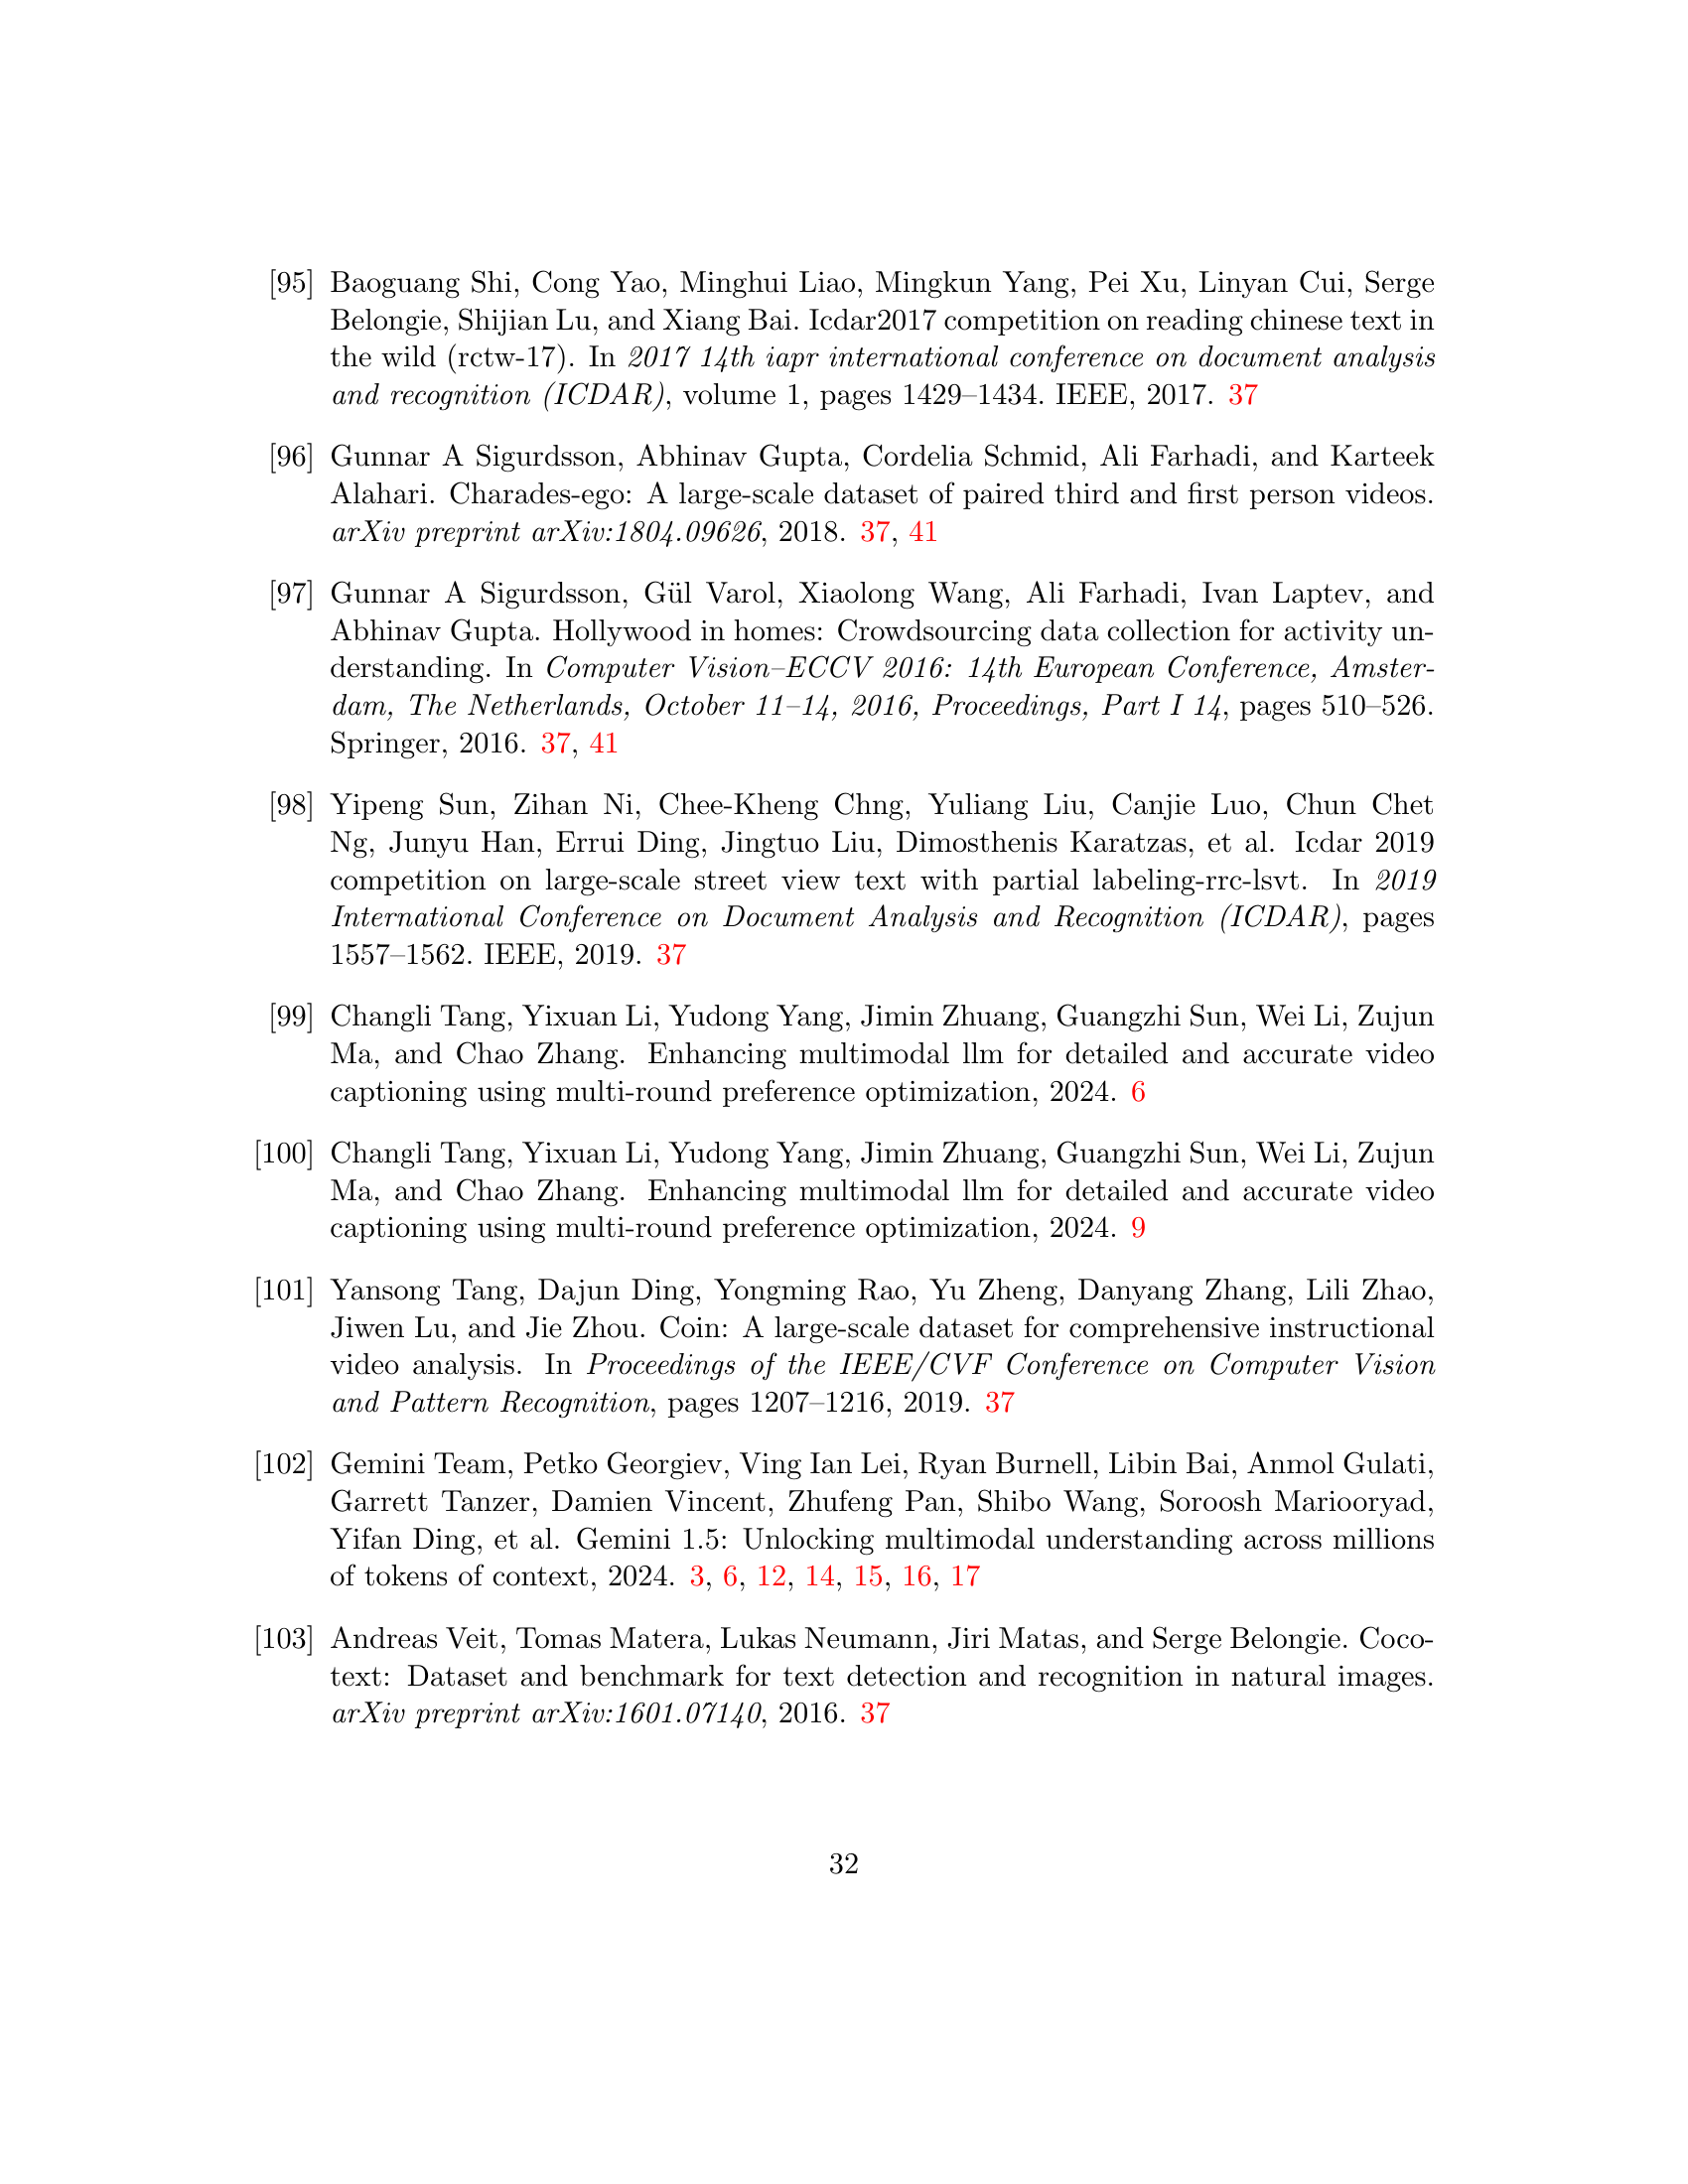 [95] Baoguang Shi, Cong Yao, Minghui Liao, Mingkun Yang, Pei Xu, Linyan Cui, Serge
Belongie, Shijian Lu, and Xiang Bai. Icdar2017 competition on reading chinese text in
the wild (rctw-17). In 2017 14th iapr international conference on document analysis
and recognition (ICDAR), volume 1, pages 1429–1434. IEEE, 2017. 37
[96] Gunnar A Sigurdsson, Abhinav Gupta, Cordelia Schmid, Ali Farhadi, and Karteek
Alahari. Charades-ego: A large-scale dataset of paired third and first person videos.
arXiv preprint arXiv:1804.09626, 2018. 37, 41
[97] Gunnar A Sigurdsson, Gül Varol, Xiaolong Wang, Ali Farhadi, Ivan Laptev, and
Abhinav Gupta. Hollywood in homes: Crowdsourcing data collection for activity un-
derstanding. In Computer Vision–ECCV 2016: 14th European Conference, Amster-
dam, The Netherlands, October 11–14, 2016, Proceedings, Part I 14, pages 510–526.
Springer, 2016. 37, 41
[98] Yipeng Sun, Zihan Ni, Chee-Kheng Chng, Yuliang Liu, Canjie Luo, Chun Chet
Ng, Junyu Han, Errui Ding, Jingtuo Liu, Dimosthenis Karatzas, et al. Icdar 2019
competition on large-scale street view text with partial labeling-rrc-lsvt. In 2019
International Conference on Document Analysis and Recognition (ICDAR), pages
1557–1562. IEEE, 2019. 37
[99] Changli Tang, Yixuan Li, Yudong Yang, Jimin Zhuang, Guangzhi Sun, Wei Li, Zujun
Ma, and Chao Zhang. Enhancing multimodal llm for detailed and accurate video
captioning using multi-round preference optimization, 2024. 6
[100] Changli Tang, Yixuan Li, Yudong Yang, Jimin Zhuang, Guangzhi Sun, Wei Li, Zujun
Ma, and Chao Zhang. Enhancing multimodal llm for detailed and accurate video
captioning using multi-round preference optimization, 2024. 9
[101] Yansong Tang, Dajun Ding, Yongming Rao, Yu Zheng, Danyang Zhang, Lili Zhao,
Jiwen Lu, and Jie Zhou. Coin: A large-scale dataset for comprehensive instructional
video analysis. In Proceedings of the IEEE/CVF Conference on Computer Vision
and Pattern Recognition, pages 1207–1216, 2019. 37
[102] Gemini Team, Petko Georgiev, Ving Ian Lei, Ryan Burnell, Libin Bai, Anmol Gulati,
Garrett Tanzer, Damien Vincent, Zhufeng Pan, Shibo Wang, Soroosh Mariooryad,
Yifan Ding, et al. Gemini 1.5: Unlocking multimodal understanding across millions
of tokens of context, 2024. 3, 6, 12, 14, 15, 16, 17
[103] Andreas Veit, Tomas Matera, Lukas Neumann, Jiri Matas, and Serge Belongie. Coco-
text: Dataset and benchmark for text detection and recognition in natural images.
arXiv preprint arXiv:1601.07140, 2016. 37
32